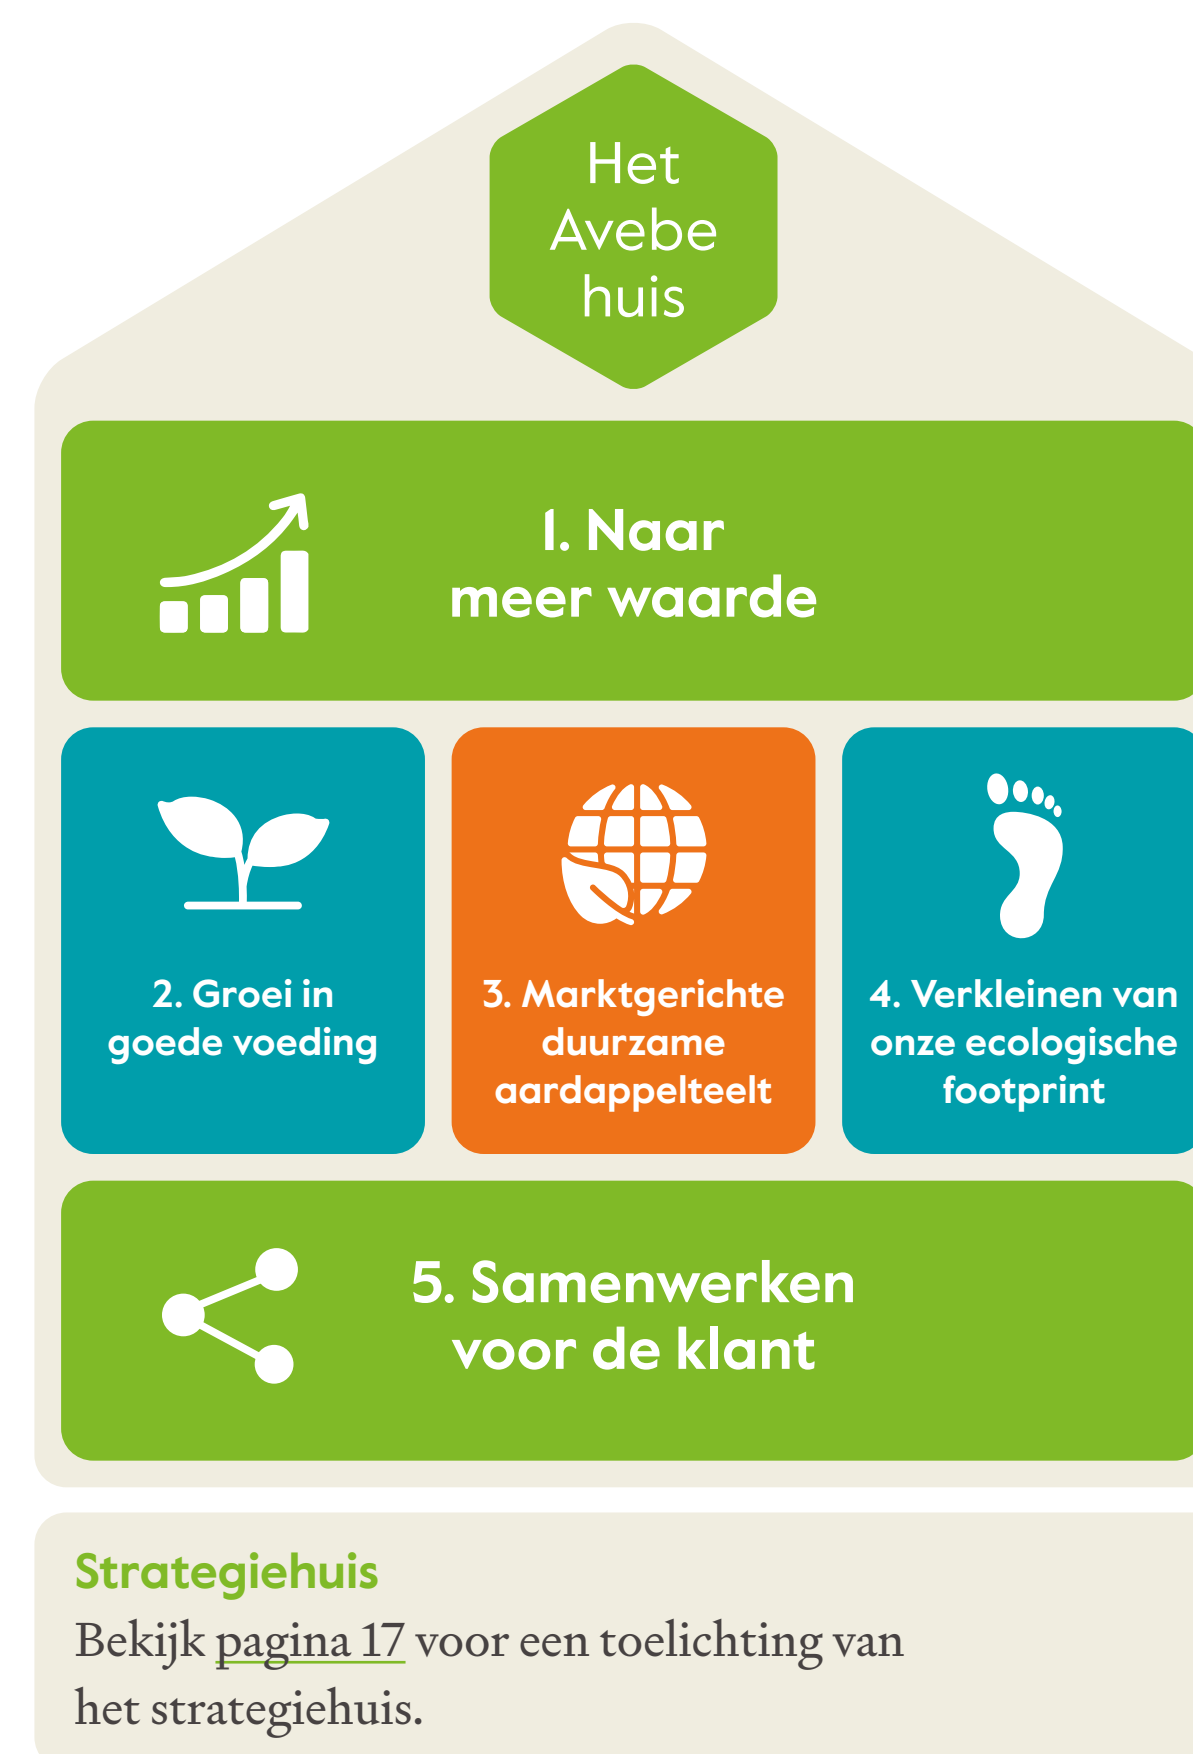 Het
Avebe
huis
1. Naar
meer waarde
2. Groei in
goede voeding
3. Marktgerichte
duurzame
aardappelteelt
4. Verkleinen van
onze ecologische
footprint
5. Samenwerken
voor de klant
Strategiehuis
Bekijk pagina 17 voor een toelichting van
het strategiehuis.